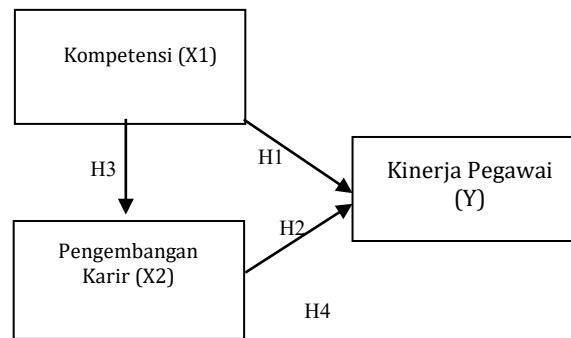 Kompetensi (X1)
H3
H1
Kinerja Pegawai
(Y)
Pengembangan
Karir (X2)
H2
H4